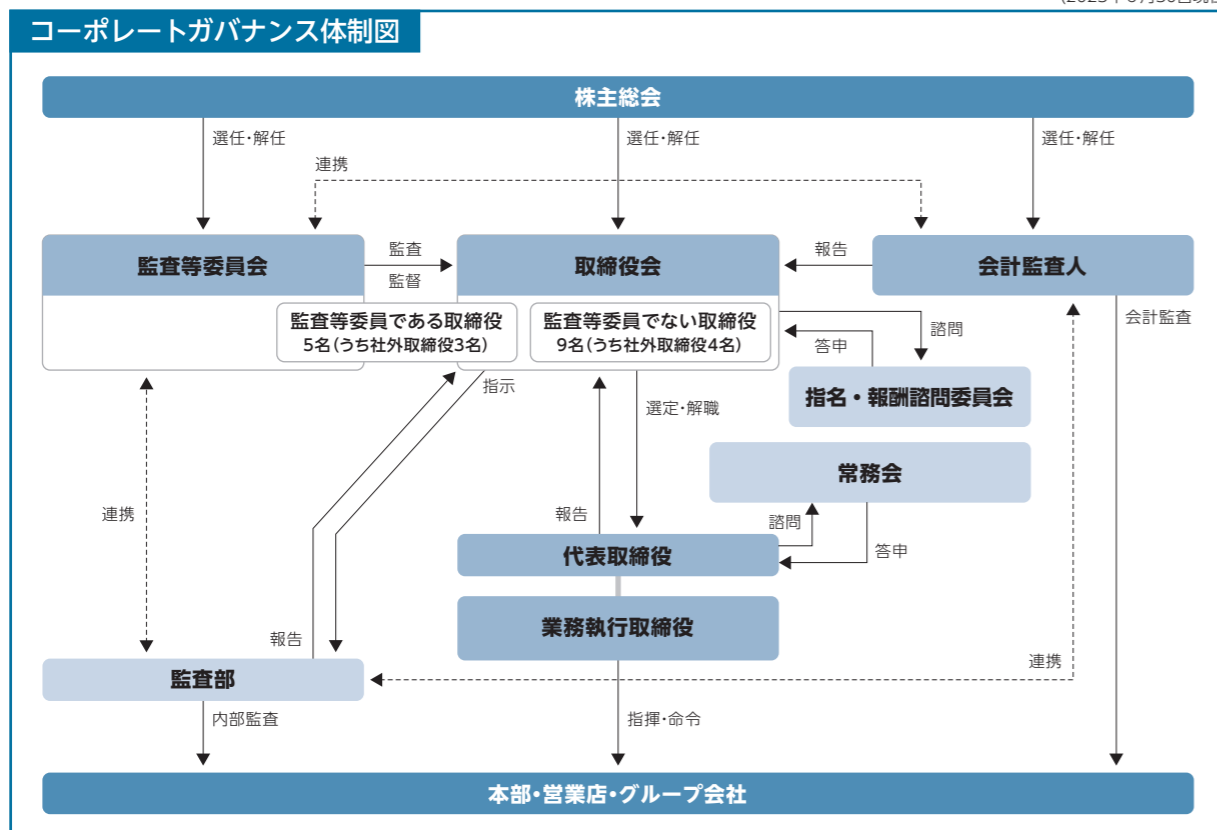 コーポレートガバナンス体制図
株主総会
選任・解任
選任・解任
選任・解任
連携
監査等委員会
監査
監督
取締役会
報告
会計監査人
監査等委員である取締役
5名(うち社外取締役3名)
監査等委員でない取締役
9名(うち社外取締役4名)
諮問
答申
会計監査
指名・報酬諮問委員会
指示
選定・解職
常務会
連携
報告
諮問
答申
代表取締役
業務執行取締役
報告
連携
監査部
内部監査
指揮・命令
本部・営業店・グループ会社